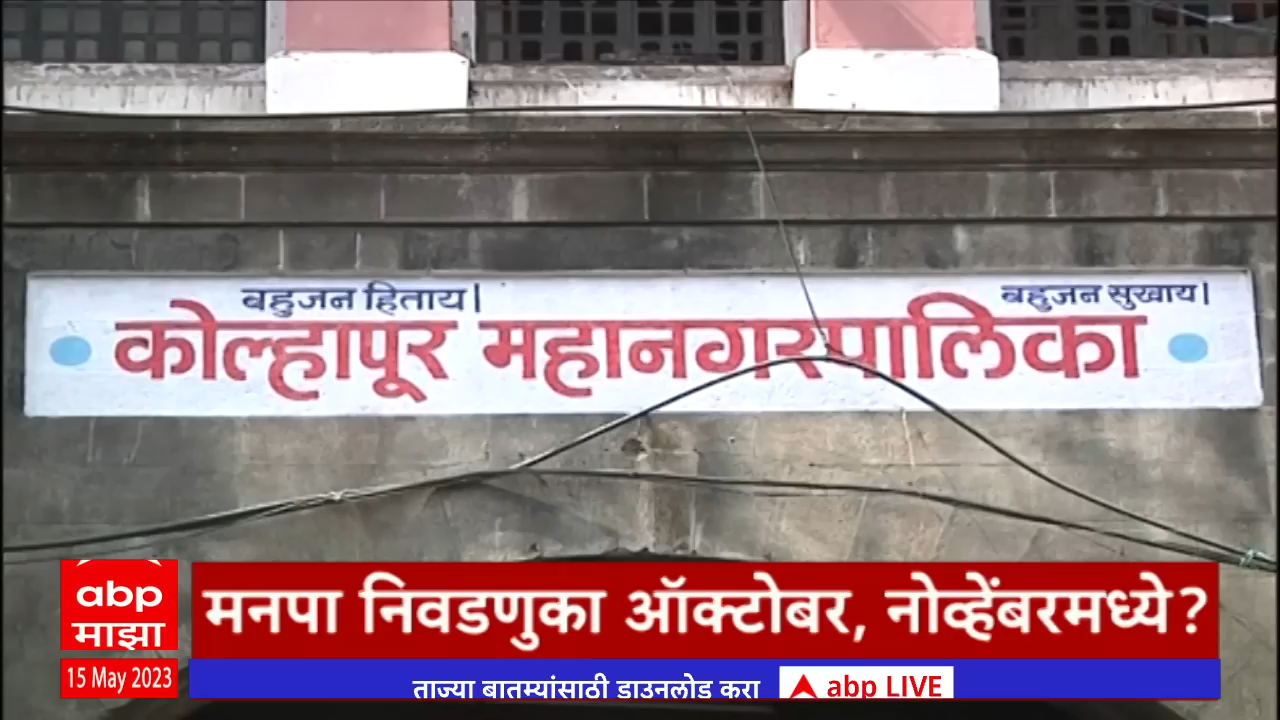 बहुजन हिताय|
बहुजन सुखाय|
कोल्हापूर महानगरपालिका
abp
माझा
मनपा निवडणुका ऑक्टोबर, नोव्हेंबरमध्ये?
15 May 2023
ताज्या बातम्यांसाठी डाउनलोड करा abp LIVE